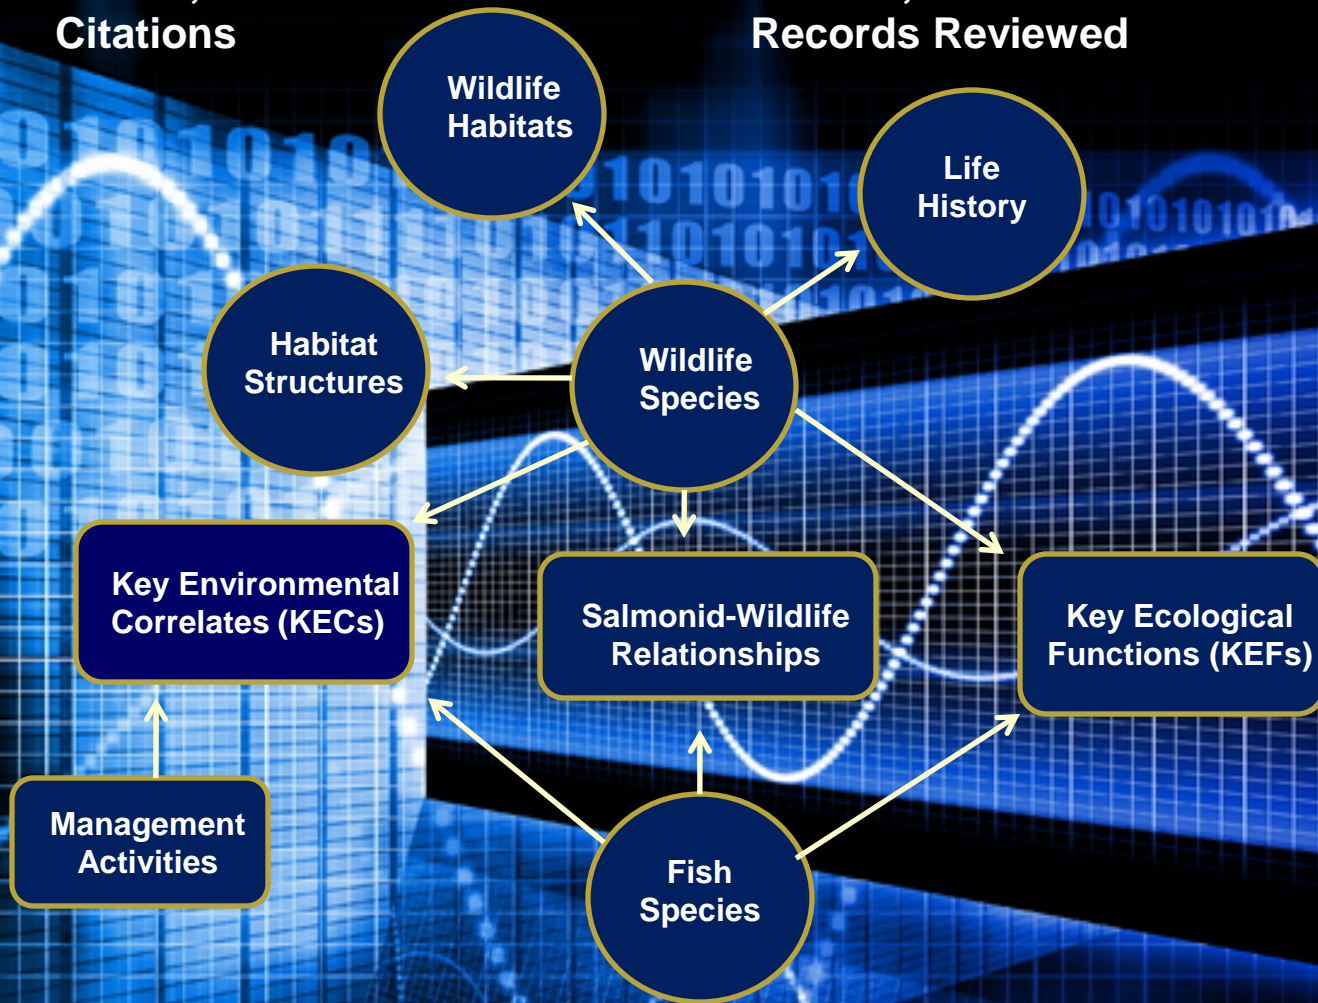 Citations
Records Reviewed
Wildlife
Habitats
Life
History
Habitat
Structures
Wildlife
Species
Key Environmental
Correlates (KECs)
Salmonid-Wildlife
Relationships
Key Ecological
Functions (KEFs)
Management
Activities
Fish
Species